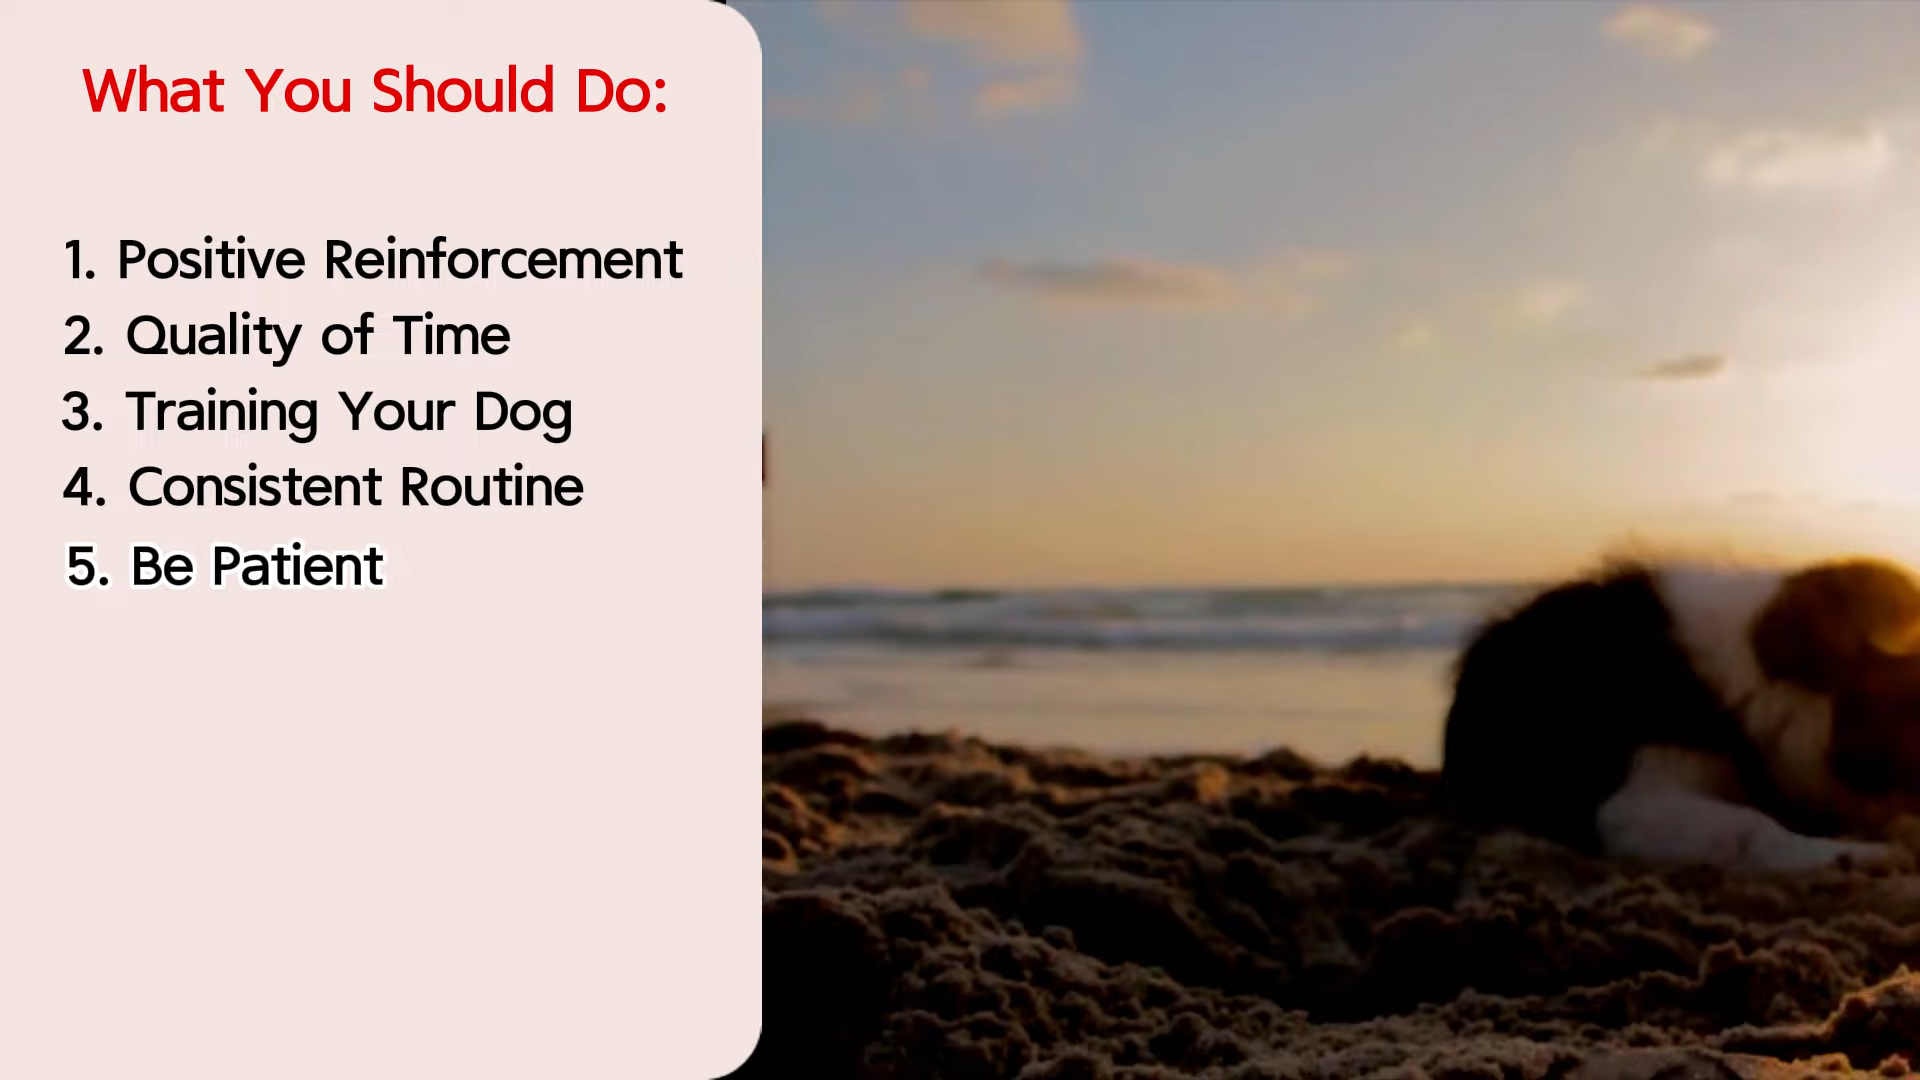 What You Should Do:
1. Positive Reinforcement
2. Quality of Time
3. Training Your Dog
4. Consistent Routine
5. Be Patient